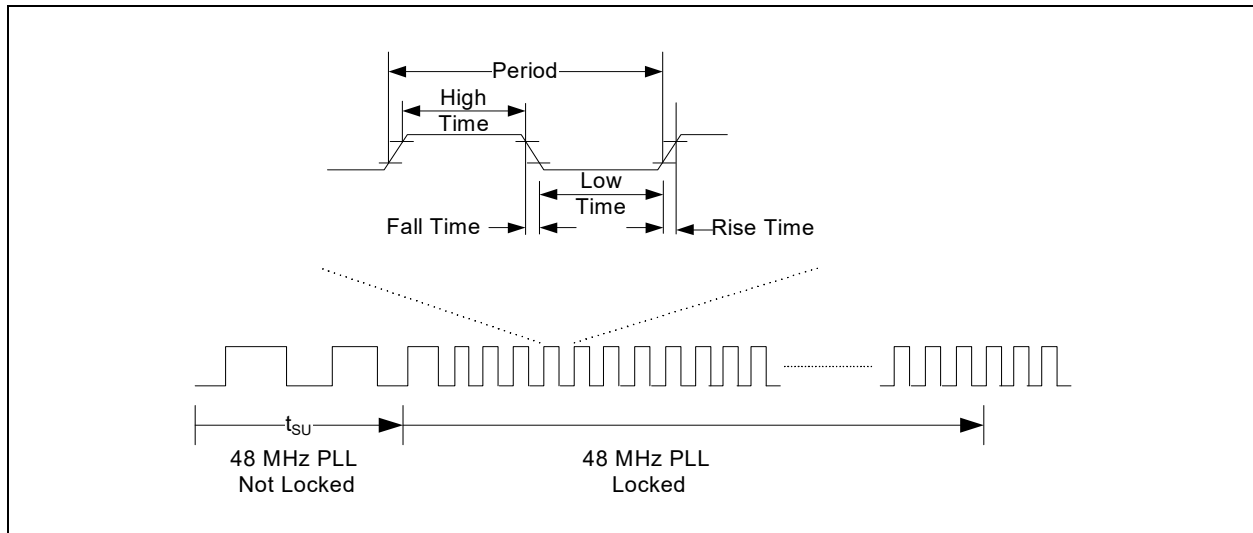 Period
High
Time
Low
Time
Fall Time
Rise Time
tSU
48 MHz PLL
Not Locked
48 MHz PLL
Locked